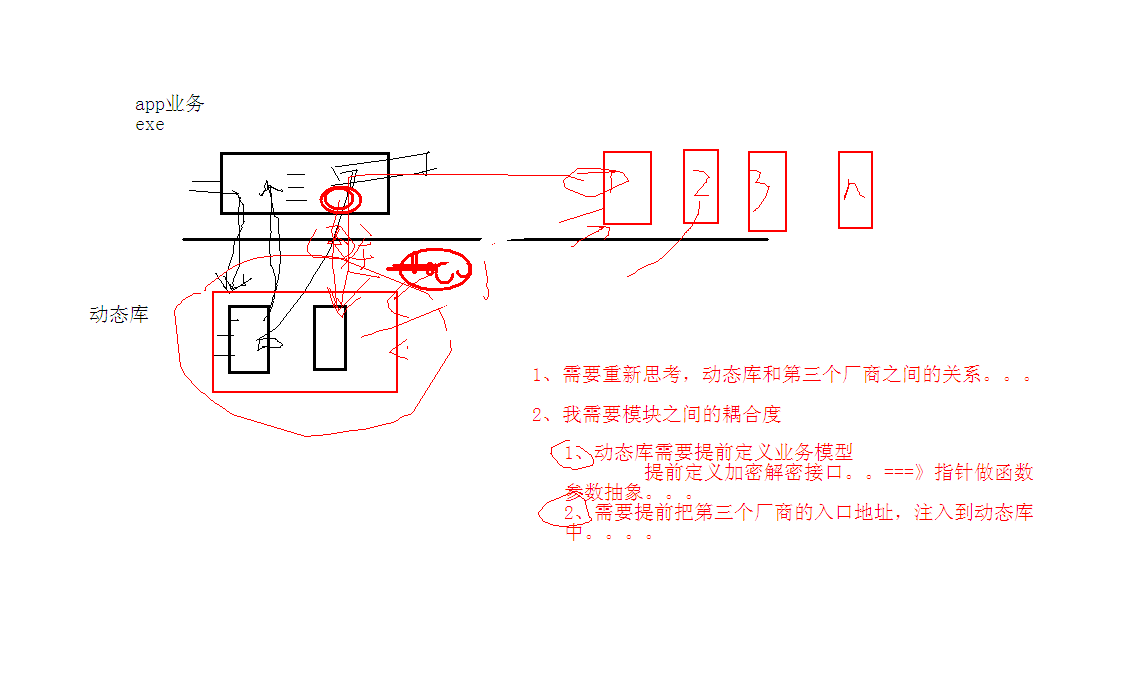 app业务
exe
1
2
3
n
动态库
1、需要重新思考，动态库和第三个厂商之间的关系。。。
2、我需要模块之间的耦合度
1、动态库需要提前定义业务模型
提前定义加密解密接口。。===》指针做函数
参数抽象。。。
2、需要提前把第三个厂商的入口地址，注入到动态库
中。。。。